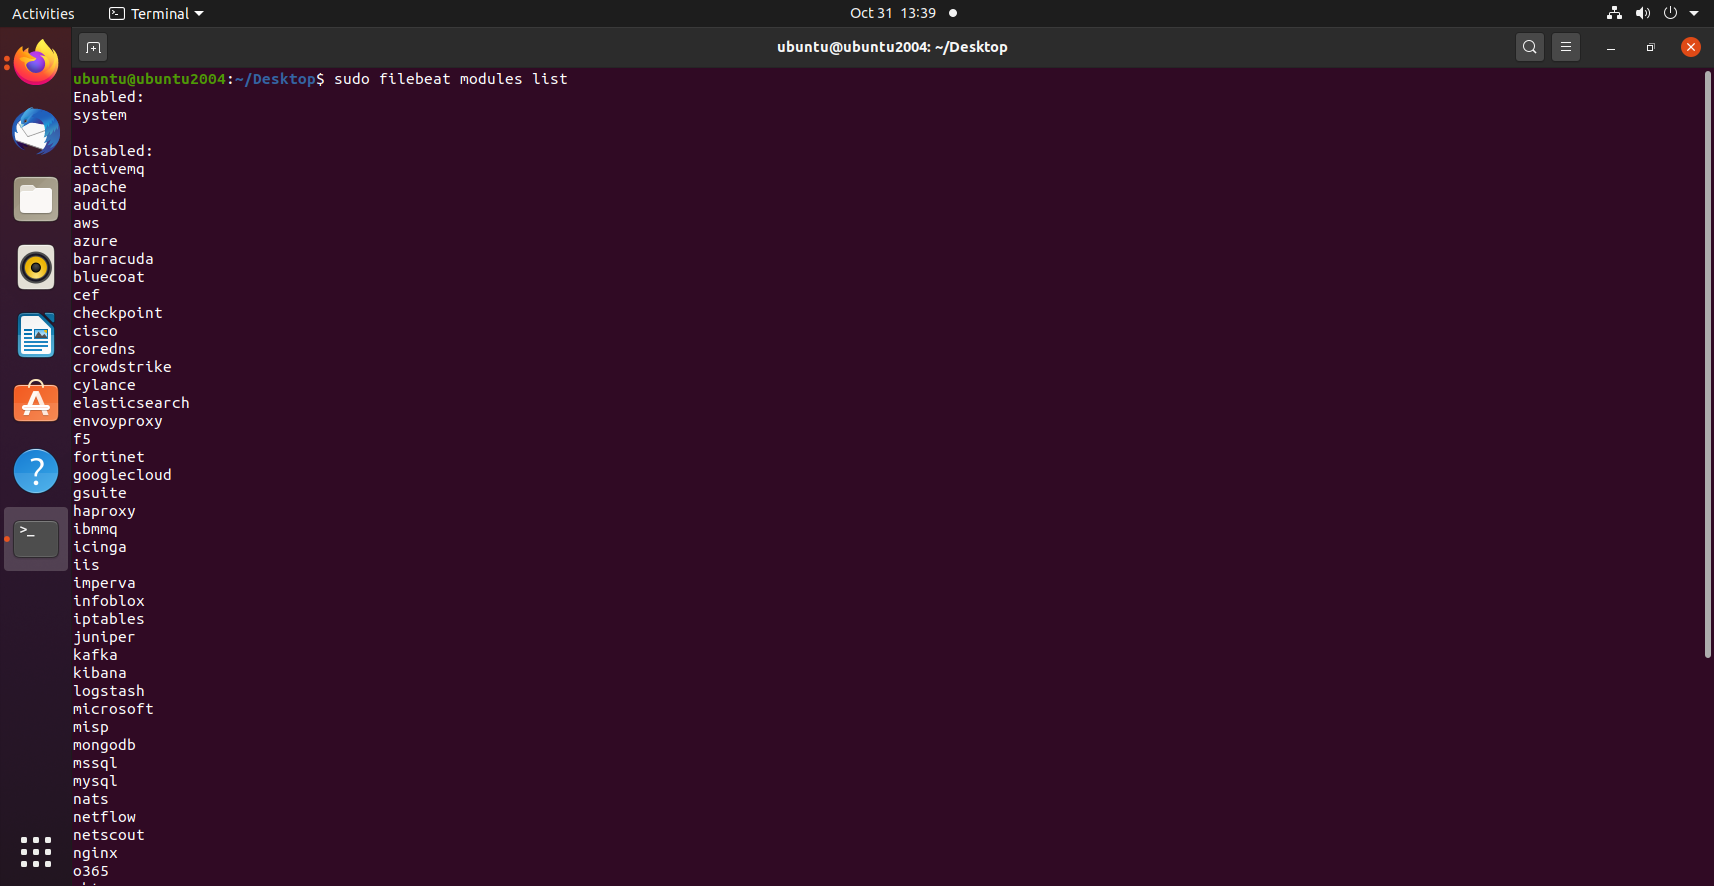 Activities Terminal Oct 31 13:39
ubuntu@ubuntu2004: ~/Desktop
ubuntu@ubuntu2004:~/Desktop$ sudo filebeat modules list
Enabled:
system
Disabled:
activemq
apache
auditd
aws
azure
barracuda
bluecoat
cef
checkpoint
cisco
coredns
crowdstrike
cylance
elasticsearch
envoyproxy
f5
fortinet
googlecloud
gsuite
haproxy
ibmmq
icinga
iis
imperva
infoblox
iptables
juniper
kafka
kibana
logstash
microsoft
misp
mongodb
mssql
mysql
nats
netflow
netscout
nginx
o365